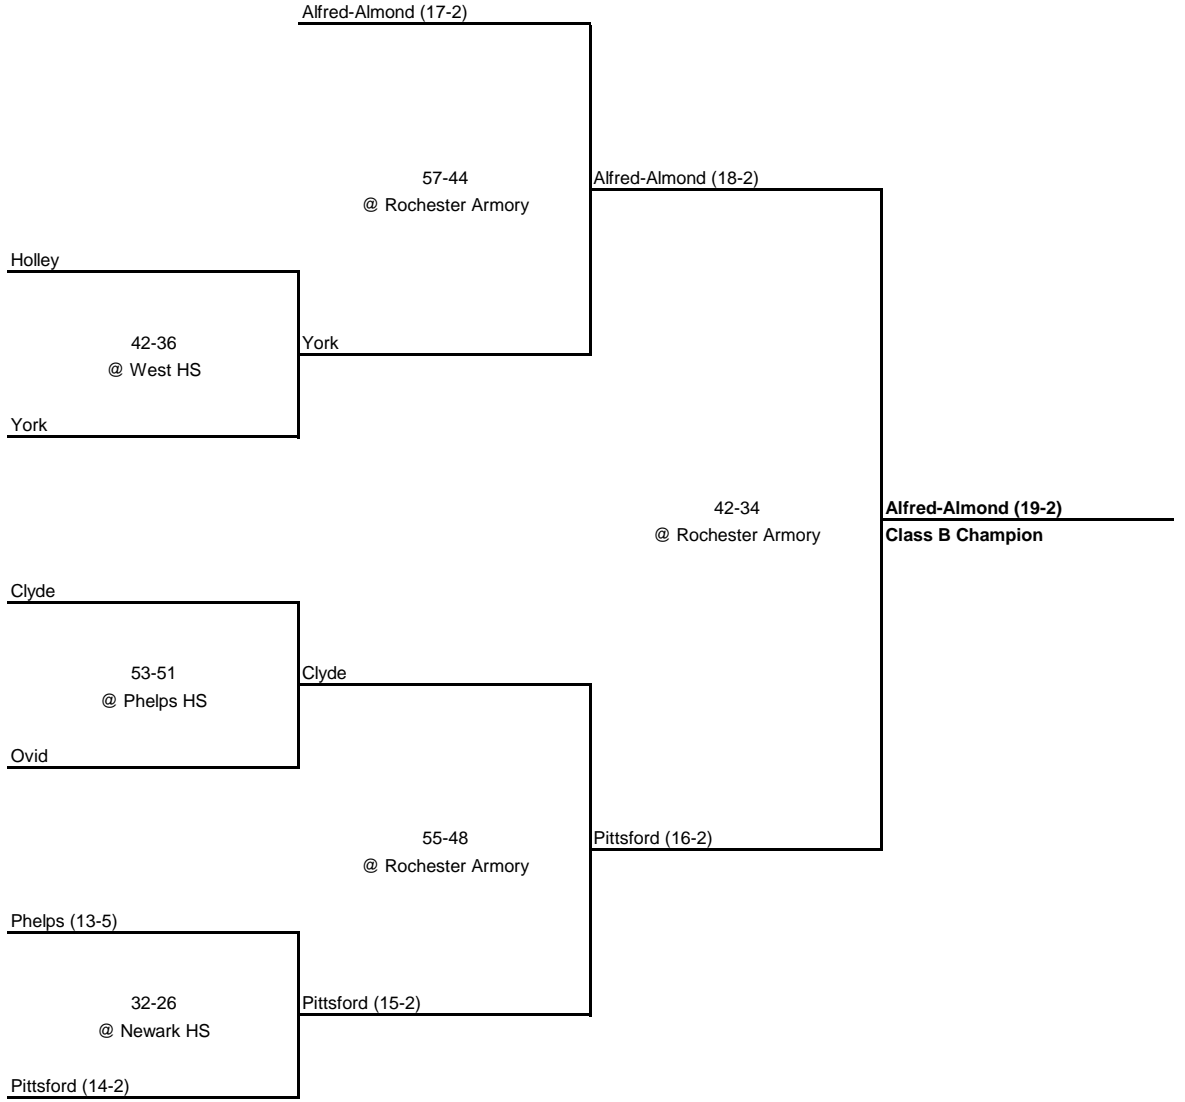 Alfred-Almond (17-2)
57-44
@ Rochester Armory
Alfred-Almond (18-2)
Holley
42-36
@ West HS
York
York
42-34
@ Rochester Armory
Alfred-Almond (19-2)
Class B Champion
Clyde
53-51
@ Phelps HS
Clyde
Ovid
55-48
@ Rochester Armory
Pittsford (16-2)
Phelps (13-5)
32-26
@ Newark HS
Pittsford (15-2)
Pittsford (14-2)